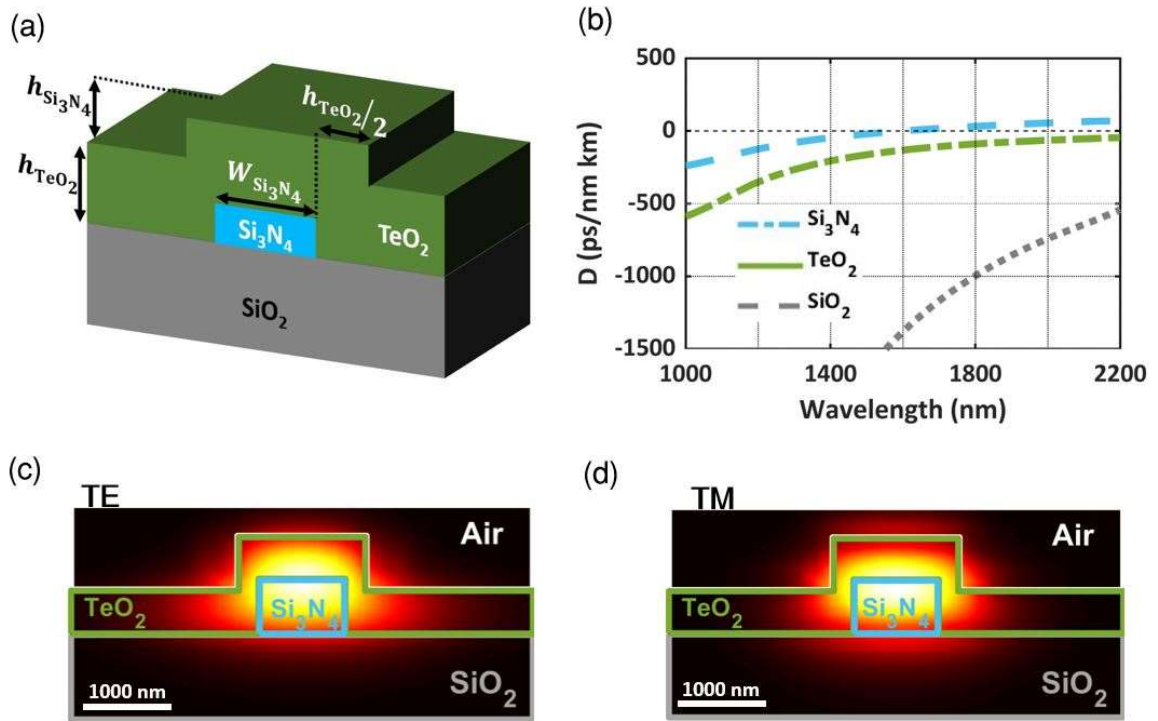 (a)
h_Si₃N₄
h_TeO₂/2
h_TeO₂
W_Si₃N₄
Si₃N₄
TeO₂
SiO₂
(b)
500
0
-500
-1000
-1500
D (ps/nm km)
Si₃N₄
TeO₂
SiO₂
1000
1400
1800
2200
Wavelength (nm)
(c)
TE
Air
TeO₂
Si₃N₄
SiO₂
1000 nm
(d)
TM
Air
TeO₂
Si₃N₄
SiO₂
1000 nm